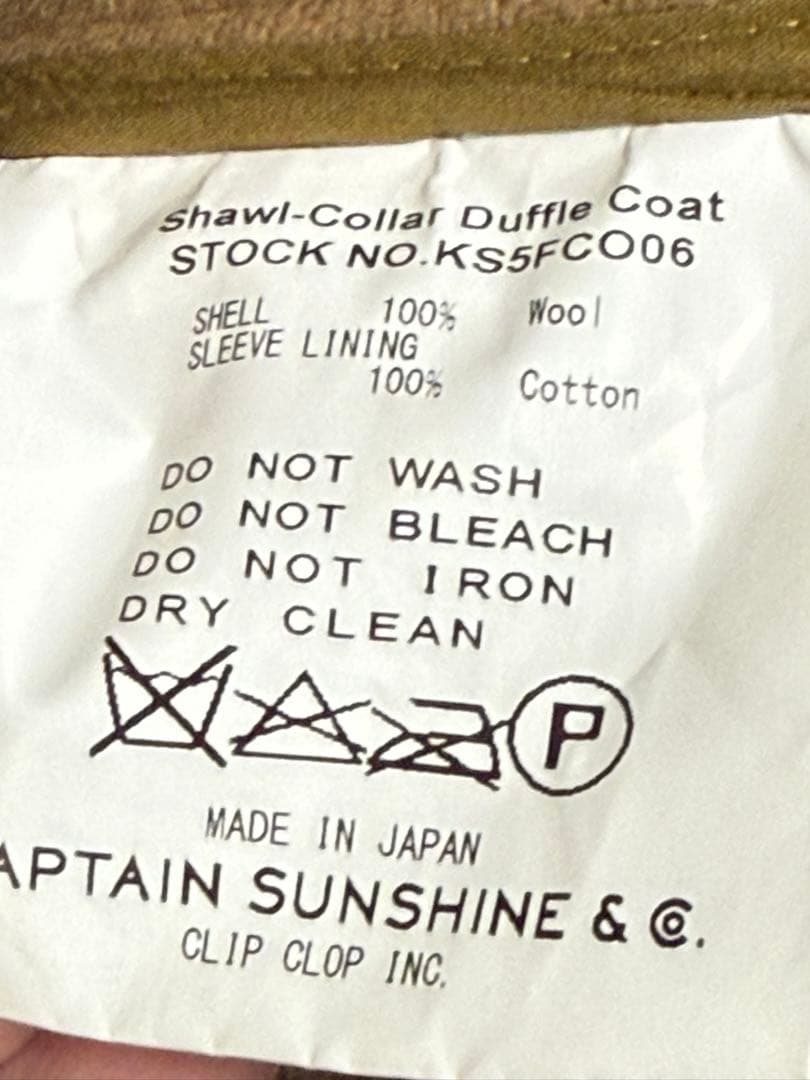 Shawl-Collar Duffle Coat
STOCK NO.KS5FCO06
SHELL 100% Wool
SLEEVE LINING
100% Cotton
DO NOT WASH
DO NOT BLEACH
DO NOT IRON
DRY CLEAN
P
MADE IN JAPAN
APTAIN SUNSHINE & Co.
CLIP CLOP INC.